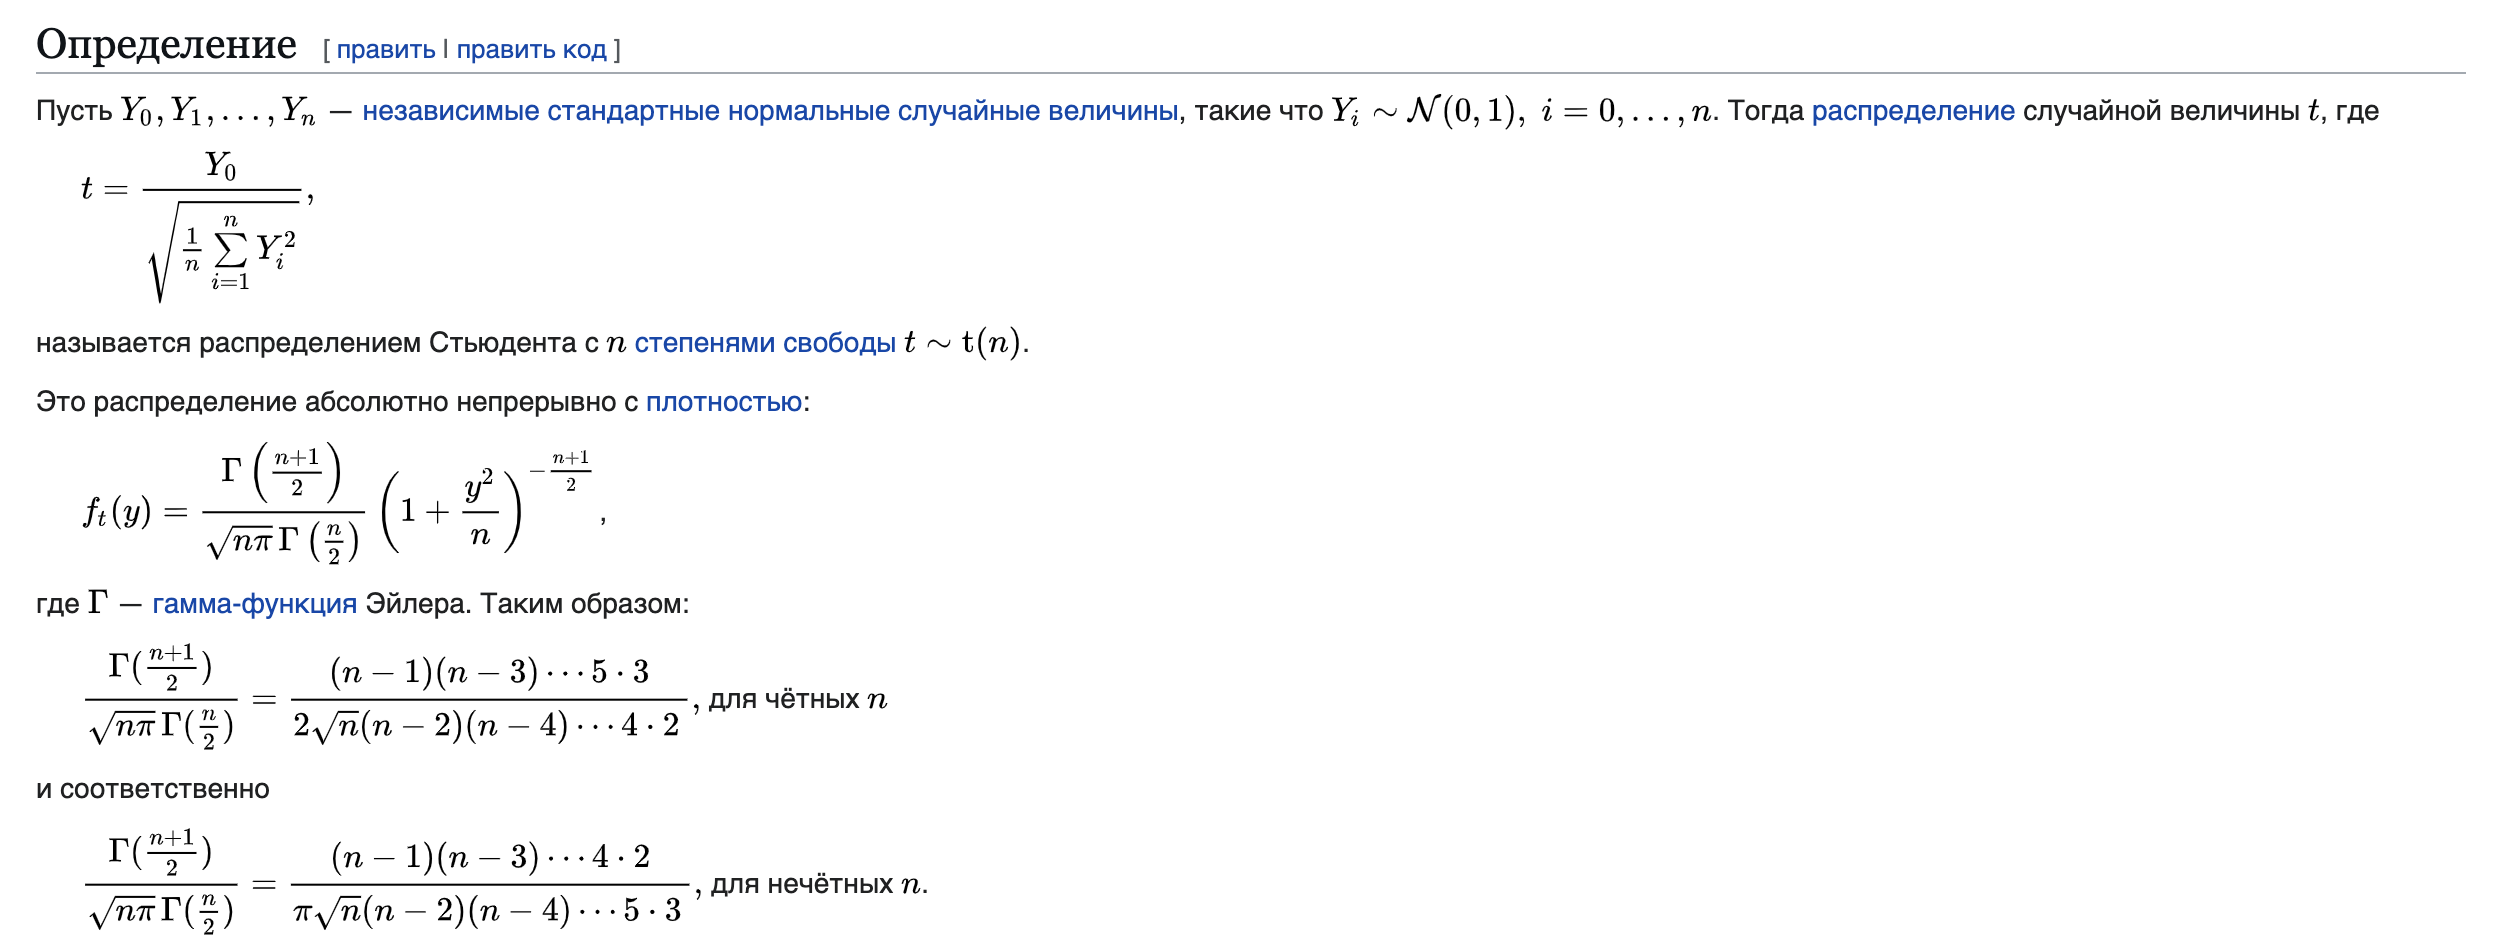 Определение [ править | править код ]
Пусть $Y_0, Y_1, \ldots, Y_n$ — независимые стандартные нормальные случайные величины, такие что $Y_i \sim \mathcal{N}(0, 1),\ i = 0, \ldots, n$. Тогда распределение случайной величины $t$, где
$t = \frac{Y_0}{\sqrt{\frac{1}{n} \sum\limits_{i=1}^{n} Y_i^2}},$
называется распределением Стьюдента с $n$ степенями свободы $t \sim \mathrm{t}(n)$.
Это распределение абсолютно непрерывно с плотностью:
$f_t(y) = \frac{\Gamma\left(\frac{n+1}{2}\right)}{\sqrt{n\pi}\,\Gamma\left(\frac{n}{2}\right)} \left(1 + \frac{y^2}{n}\right)^{-\frac{n+1}{2}},$
где $\Gamma$ — гамма-функция Эйлера. Таким образом:
$\frac{\Gamma(\frac{n+1}{2})}{\sqrt{n\pi}\,\Gamma(\frac{n}{2})} = \frac{(n-1)(n-3)\cdots 5 \cdot 3}{2\sqrt{n}(n-2)(n-4)\cdots 4 \cdot 2},$ для чётных $n$
и соответственно
$\frac{\Gamma(\frac{n+1}{2})}{\sqrt{n\pi}\,\Gamma(\frac{n}{2})} = \frac{(n-1)(n-3)\cdots 4 \cdot 2}{\pi\sqrt{n}(n-2)(n-4)\cdots 5 \cdot 3},$ для нечётных $n$.